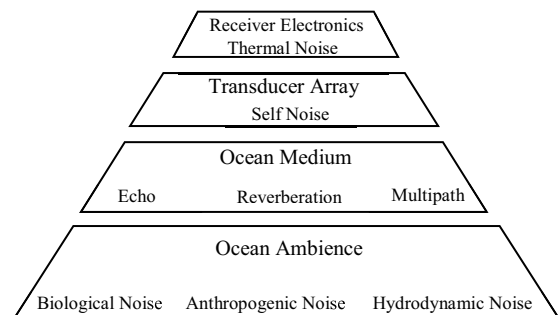 Receiver Electronics
Thermal Noise
Transducer Array
Self Noise
Ocean Medium
Echo Reverberation Multipath
Ocean Ambience
Biological Noise Anthropogenic Noise Hydrodynamic Noise